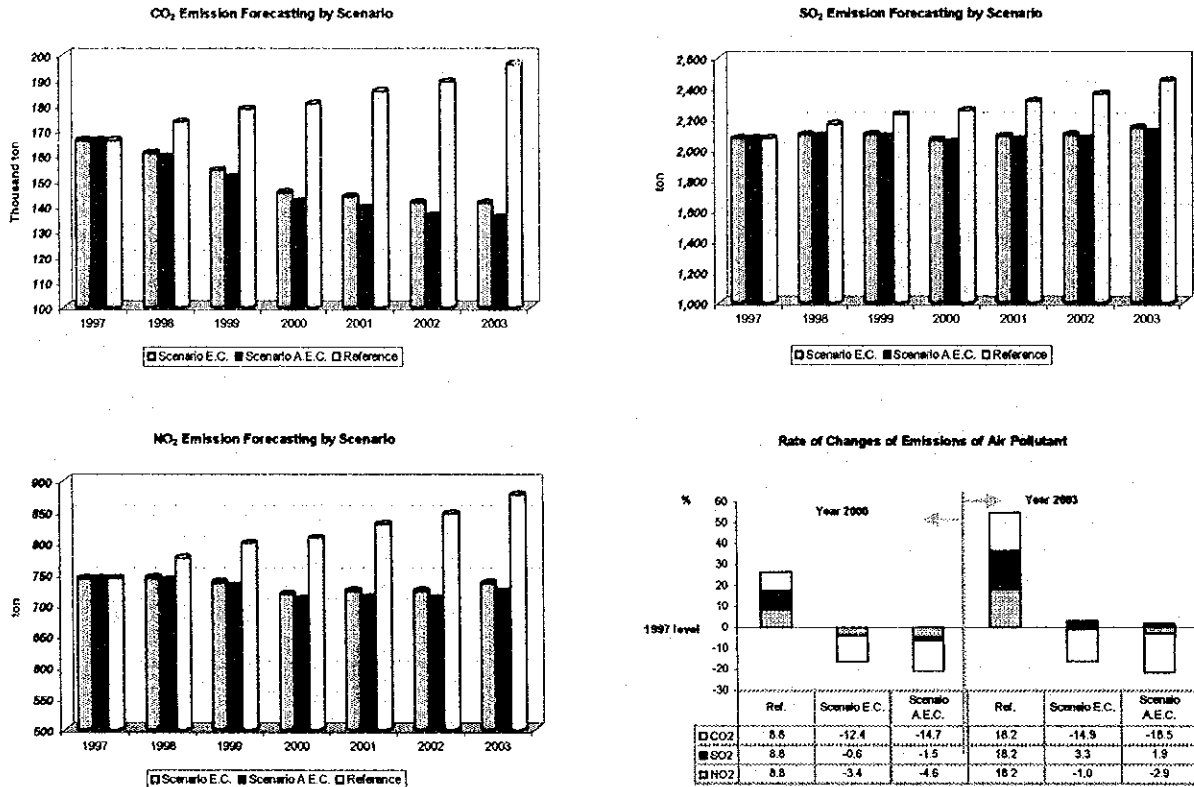 CO2 Emission Forecasting by Scenario
Thousand ton
200
190
180
170
160
150
140
130
120
110
100
1997 1998 1999 2000 2001 2002 2003
Scenario E.C. Scenario A.E.C. Reference
SO2 Emission Forecasting by Scenario
ton
2,600
2,400
2,200
2,000
1,800
1,600
1,400
1,200
1,000
1997 1998 1999 2000 2001 2002 2003
Scenario E.C. Scenario A.E.C. Reference
NO2 Emission Forecasting by Scenario
ton
900
850
800
750
700
650
600
550
500
1997 1998 1999 2000 2001 2002 2003
Scenario E.C. Scenario A.E.C. Reference
Rate of Changes of Emissions of Air Pollutant
%
Year 2000 Year 2003
60
50
40
30
20
10
0
-10
-20
-30
1997 level
Ref. Scenaio E.C. Scenaio A.E.C. Ref. Scenaio E.C. Scenaio A.E.C.
CO2 8.8 -12.4 -14.7 18.2 -14.9 -18.5
SO2 8.8 -0.6 -1.5 18.2 3.3 1.9
NO2 8.8 -3.4 -4.6 18.2 -1.0 -2.9